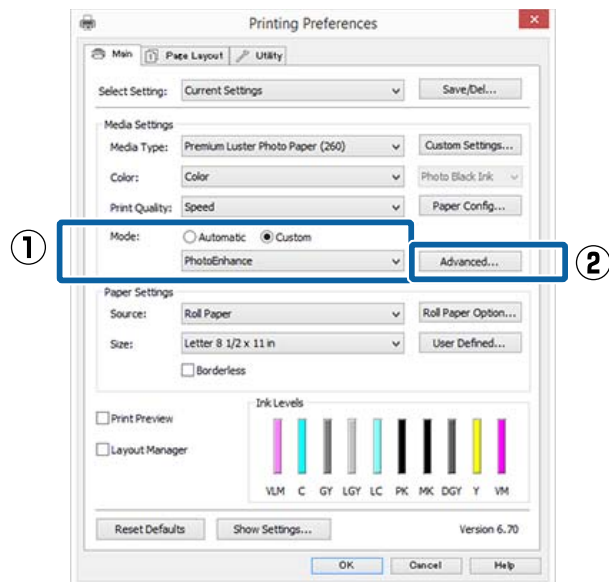 Printing Preferences
Main Page Layout Utility
Select Setting: Current Settings Save/Del...
Media Settings
Media Type: Premium Luster Photo Paper (260) Custom Settings...
Color: Color Photo Black Ink
Print Quality: Speed Paper Config...
① Mode: Automatic Custom
PhotoEnhance Advanced... ②
Paper Settings
Source: Roll Paper Roll Paper Option...
Size: Letter 8 1/2 x 11 in User Defined...
Borderless
Ink Levels
Print Preview
Layout Manager
VLM C GY LGY LC PK MK DGY Y VM
Reset Defaults Show Settings... Version 6.70
OK Cancel Help